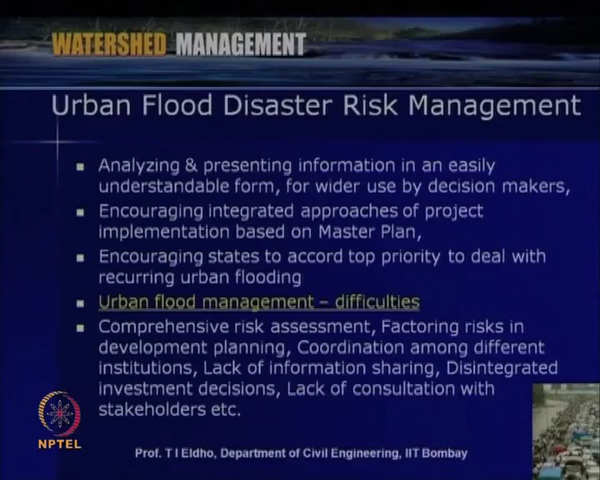 WATERSHED MANAGEMENT
Urban Flood Disaster Risk Management
Analyzing & presenting information in an easily
understandable form, for wider use by decision makers,
Encouraging integrated approaches of project
implementation based on Master Plan,
Encouraging states to accord top priority to deal with
recurring urban flooding
Urban flood management – difficulties
Comprehensive risk assessment, Factoring risks in
development planning, Coordination among different
institutions, Lack of information sharing, Disintegrated
investment decisions, Lack of consultation with
stakeholders etc.
NPTEL
Prof. T I Eldho, Department of Civil Engineering, IIT Bombay